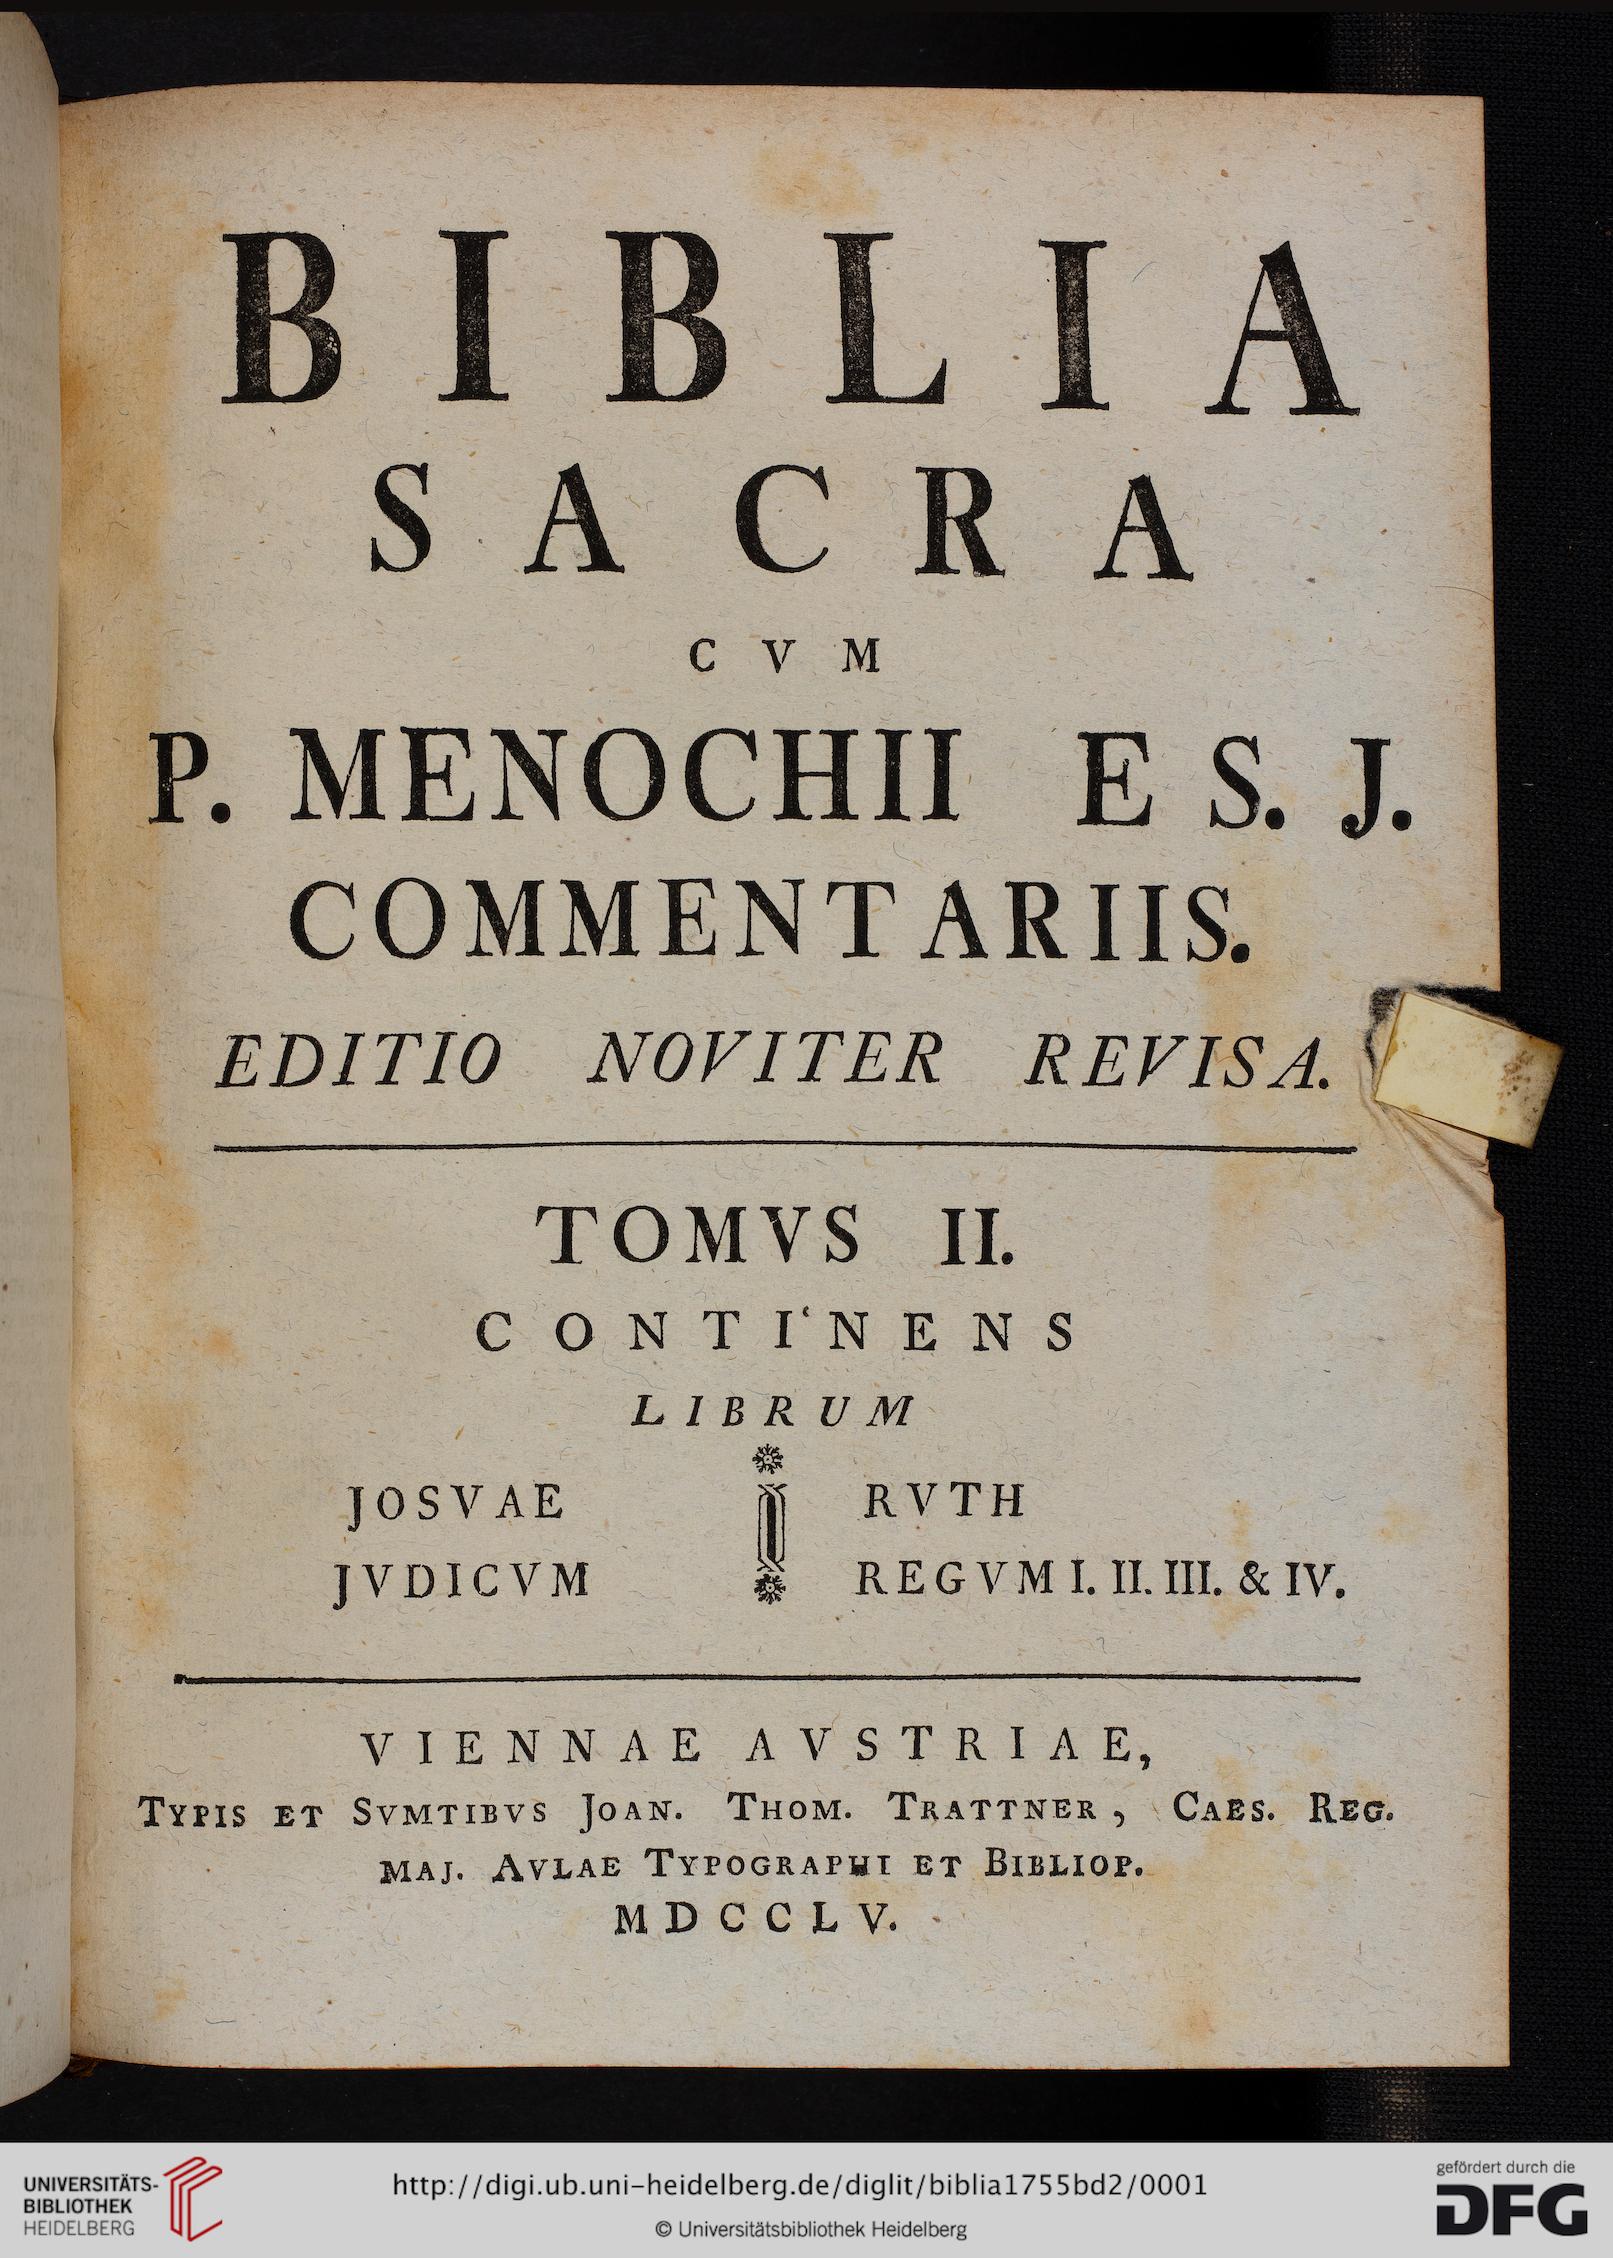 BIBLIA
SACRA
CVM
P. MENOCHII E S. J.
COMMENTARIIS.
EDITIO NOVITER REVISA.
TOMVS II.
CONTINENS
LIBRUM
JOSVAE RVTH
JVDICVM REGVM I. II. III. & IV.
VIENNAE AVSTRIAE,
TYPIS ET SVMTIBVS JOAN. THOM. TRATTNER, CAES. REG.
MAJ. AVLAE TYPOGRAPHI ET BIBLIOP.
MDCCLV.
UNIVERSITÄTS-
BIBLIOTHEK
HEIDELBERG
http://digi.ub.uni-heidelberg.de/diglit/biblia1755bd2/0001
© Universitätsbibliothek Heidelberg
gefördert durch die
DFG